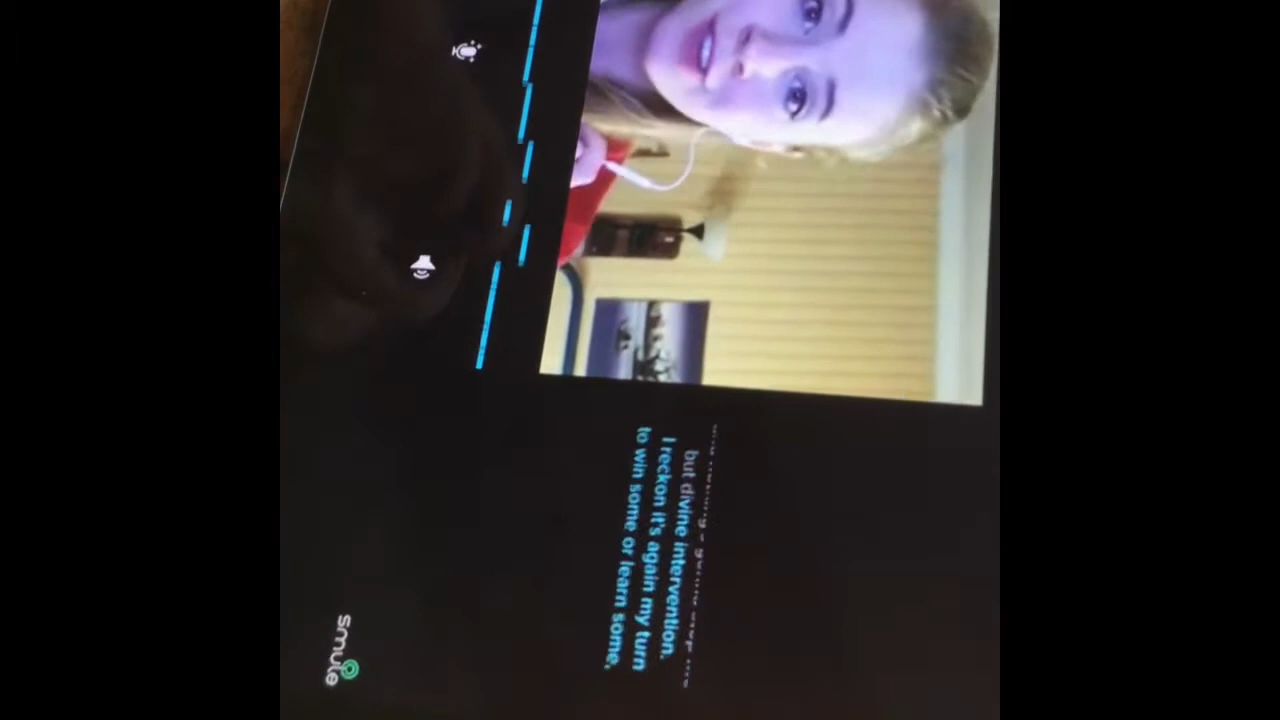 but divine intervention.
I reckon it's again my turn
to win some or learn some.
smule